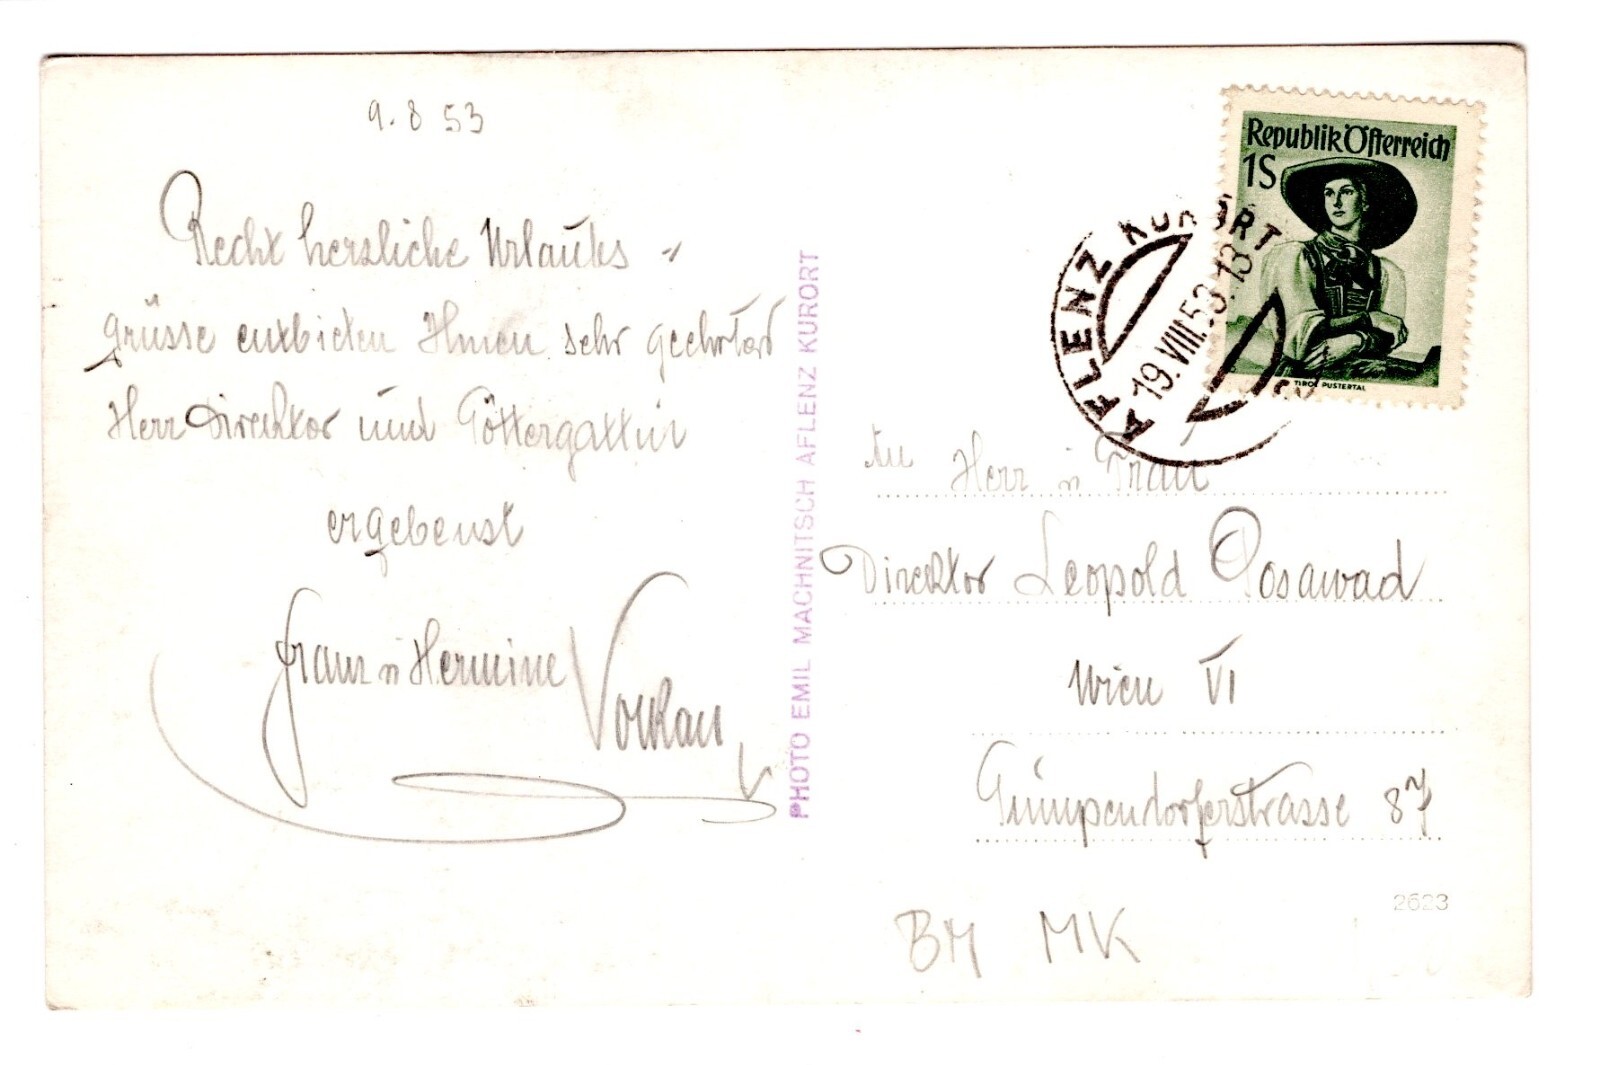 9. 8 53
Recht herzliche Urlaubs -
grüsse entbieten Ihnen sehr geehrter
Herr Direktor und Göttergattin
ergebenst
Franz u Hermine
PHOTO EMIL MACHNITSCH AFLENZ KURORT
Republik Österreich
1S
TIROL PUSTERTAL
AFLENZ KURORT
19.VIII.53.13
An Herr u Frau
Direktor Leopold Posawad
Wien VI
Gumpendorferstrasse 87
2623
BM MK